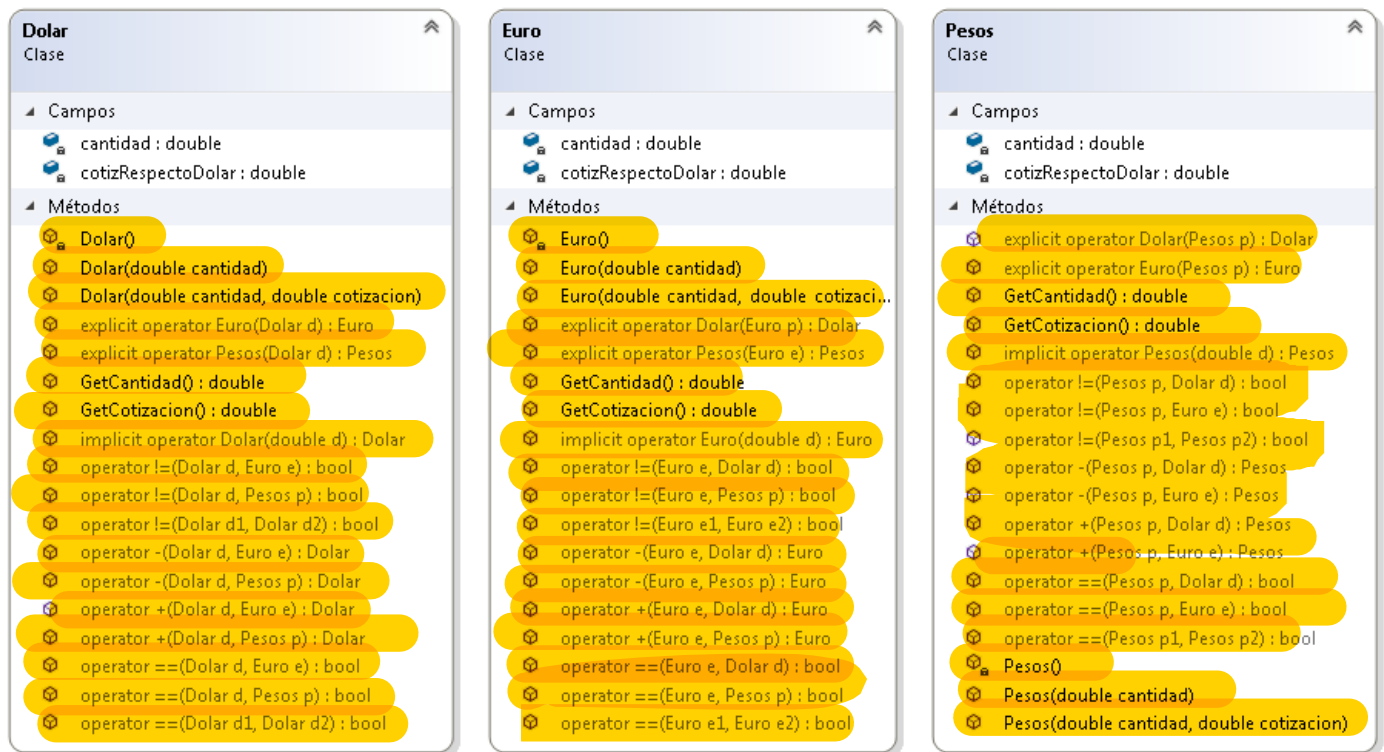 Dolar
Clase
Campos
cantidad : double
cotizRespectoDolar : double
Métodos
Dolar()
Dolar(double cantidad)
Dolar(double cantidad, double cotizacion)
explicit operator Euro(Dolar d) : Euro
explicit operator Pesos(Dolar d) : Pesos
GetCantidad() : double
GetCotizacion() : double
implicit operator Dolar(double d) : Dolar
operator !=(Dolar d, Euro e) : bool
operator !=(Dolar d, Pesos p) : bool
operator !=(Dolar d1, Dolar d2) : bool
operator -(Dolar d, Euro e) : Dolar
operator -(Dolar d, Pesos p) : Dolar
operator +(Dolar d, Euro e) : Dolar
operator +(Dolar d, Pesos p) : Dolar
operator ==(Dolar d, Euro e) : bool
operator ==(Dolar d, Pesos p) : bool
operator ==(Dolar d1, Dolar d2) : bool
Euro
Clase
Campos
cantidad : double
cotizRespectoDolar : double
Métodos
Euro()
Euro(double cantidad)
Euro(double cantidad, double cotizaci...
explicit operator Dolar(Euro p) : Dolar
explicit operator Pesos(Euro e) : Pesos
GetCantidad() : double
GetCotizacion() : double
implicit operator Euro(double d) : Euro
operator !=(Euro e, Dolar d) : bool
operator !=(Euro e, Pesos p) : bool
operator !=(Euro e1, Euro e2) : bool
operator -(Euro e, Dolar d) : Euro
operator -(Euro e, Pesos p) : Euro
operator +(Euro e, Dolar d) : Euro
operator +(Euro e, Pesos p) : Euro
operator ==(Euro e, Dolar d) : bool
operator ==(Euro e, Pesos p) : bool
operator ==(Euro e1, Euro e2) : bool
Pesos
Clase
Campos
cantidad : double
cotizRespectoDolar : double
Métodos
explicit operator Dolar(Pesos p) : Dolar
explicit operator Euro(Pesos p) : Euro
GetCantidad() : double
GetCotizacion() : double
implicit operator Pesos(double d) : Pesos
operator !=(Pesos p, Dolar d) : bool
operator !=(Pesos p, Euro e) : bool
operator !=(Pesos p1, Pesos p2) : bool
operator -(Pesos p, Dolar d) : Pesos
operator -(Pesos p, Euro e) : Pesos
operator +(Pesos p, Dolar d) : Pesos
operator +(Pesos p, Euro e) : Pesos
operator ==(Pesos p, Dolar d) : bool
operator ==(Pesos p, Euro e) : bool
operator ==(Pesos p1, Pesos p2) : bool
Pesos()
Pesos(double cantidad)
Pesos(double cantidad, double cotizacion)